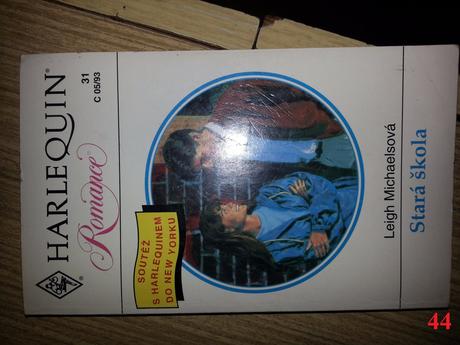 HARLEQUIN®
Romance
31
C 05/93
SOUTĚŽ
S HARLEQUINEM
DO NEW YORKU
Leigh Michaelsová
Stará škola
44